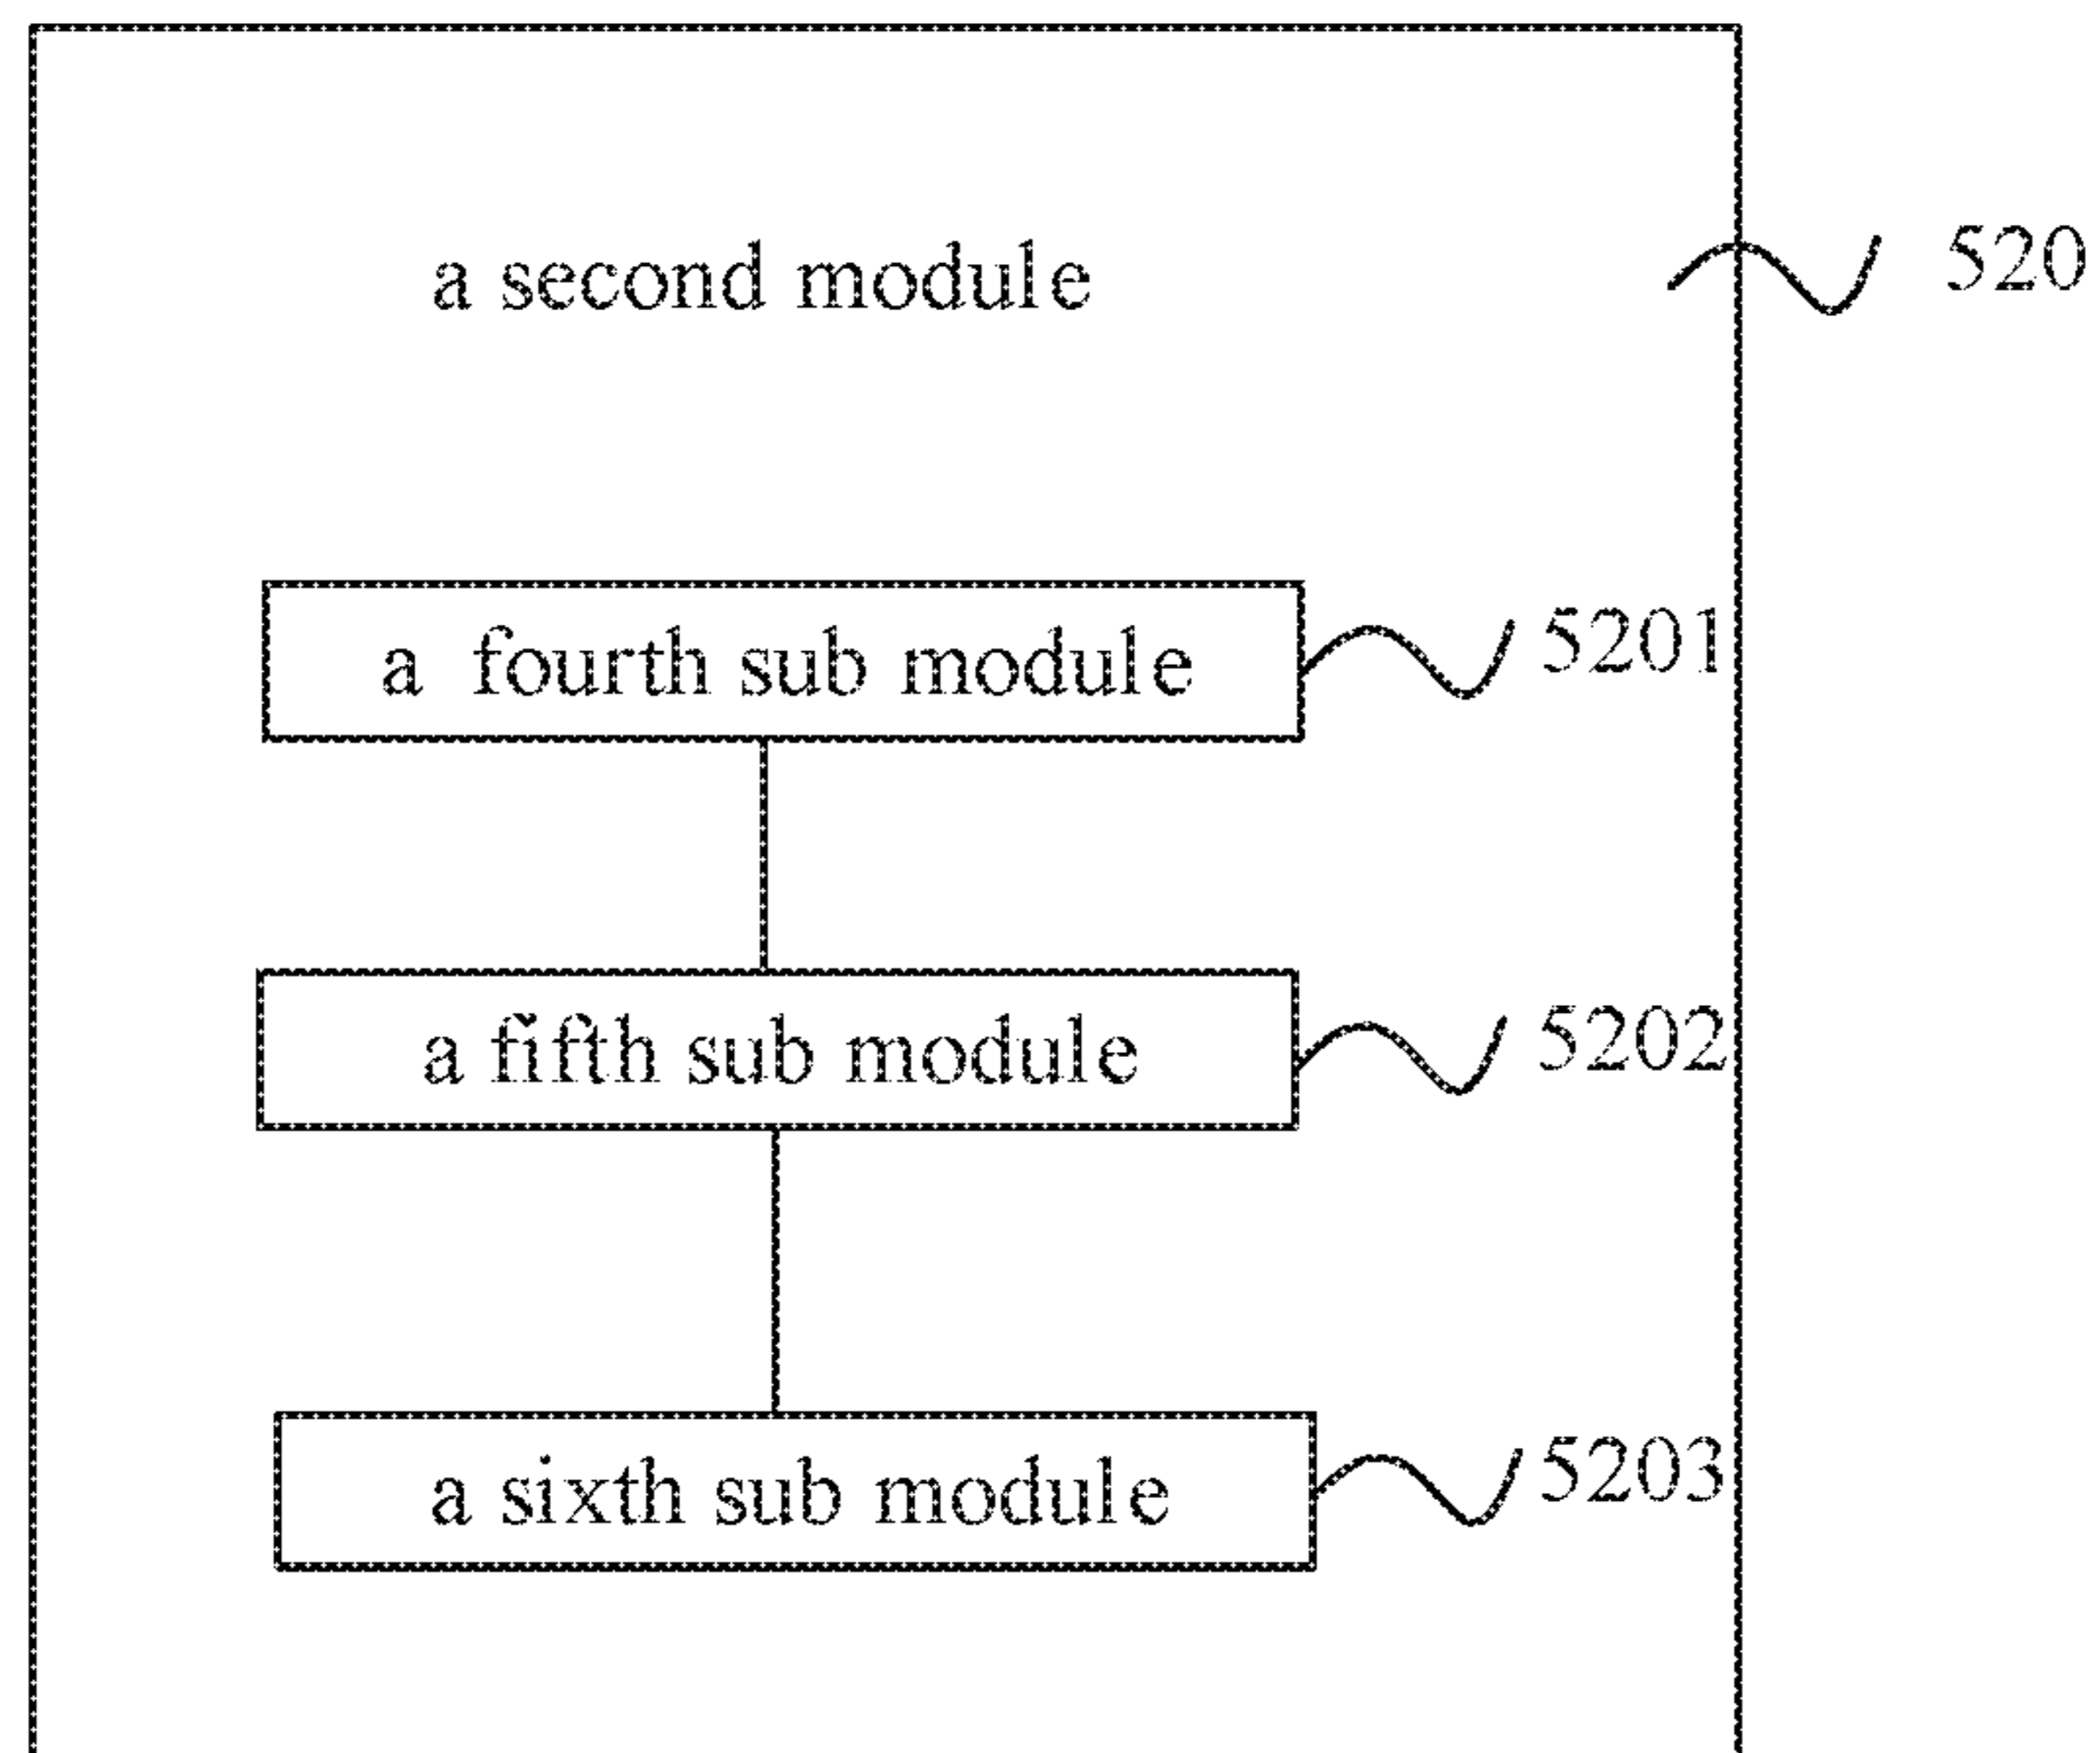 a second module 520
a fourth sub module 5201
a fifth sub module 5202
a sixth sub module 5203